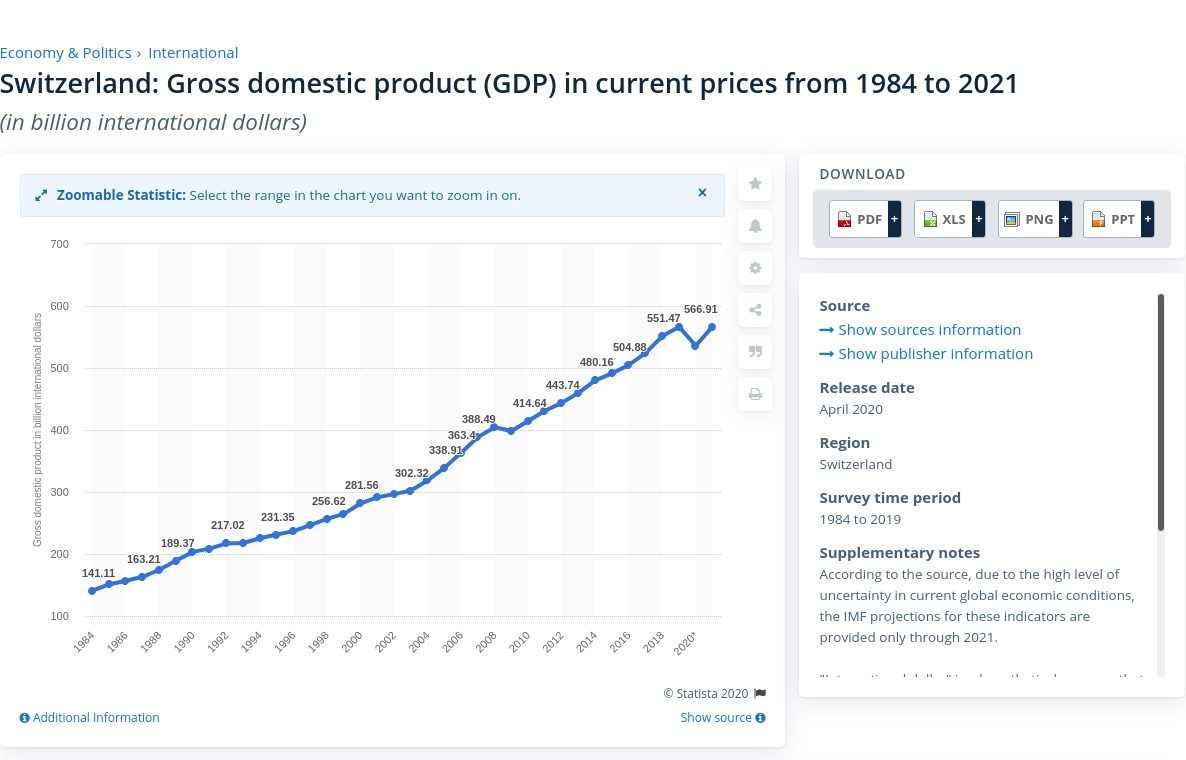 Economy & Politics › International
Switzerland: Gross domestic product (GDP) in current prices from 1984 to 2021
(in billion international dollars)
Zoomable Statistic: Select the range in the chart you want to zoom in on. ×
Gross domestic product in billion international dollars
700
600
500
400
300
200
100
141.11
163.21
189.37
217.02
231.35
256.62
281.56
302.32
338.91
363.4
388.49
414.64
443.74
480.16
504.88
551.47
566.91
1984 1986 1988 1990 1992 1994 1996 1998 2000 2002 2004 2006 2008 2010 2012 2014 2016 2018 2020*
© Statista 2020
Additional Information Show source
DOWNLOAD
PDF + XLS + PNG + PPT +
Source
Show sources information
Show publisher information
Release date
April 2020
Region
Switzerland
Survey time period
1984 to 2019
Supplementary notes
According to the source, due to the high level of
uncertainty in current global economic conditions,
the IMF projections for these indicators are
provided only through 2021.